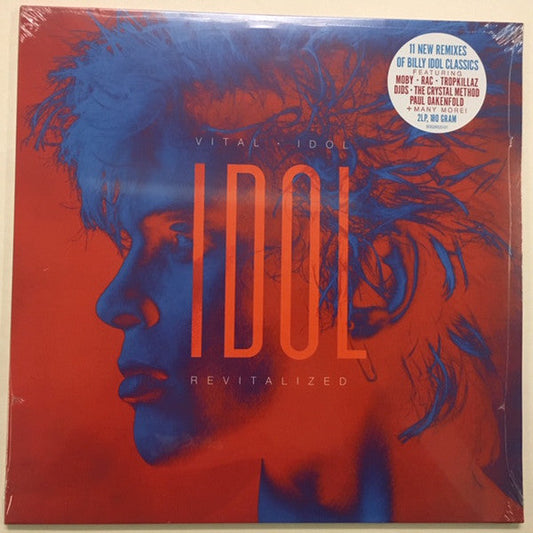 11 NEW REMIXES
OF BILLY IDOL CLASSICS
FEATURING
MOBY • RAC • TROPKILLAZ
DJDS • THE CRYSTAL METHOD
PAUL OAKENFOLD
+ MANY MORE!
2LP, 180 GRAM
VITAL • IDOL
IDOL
REVITALIZED